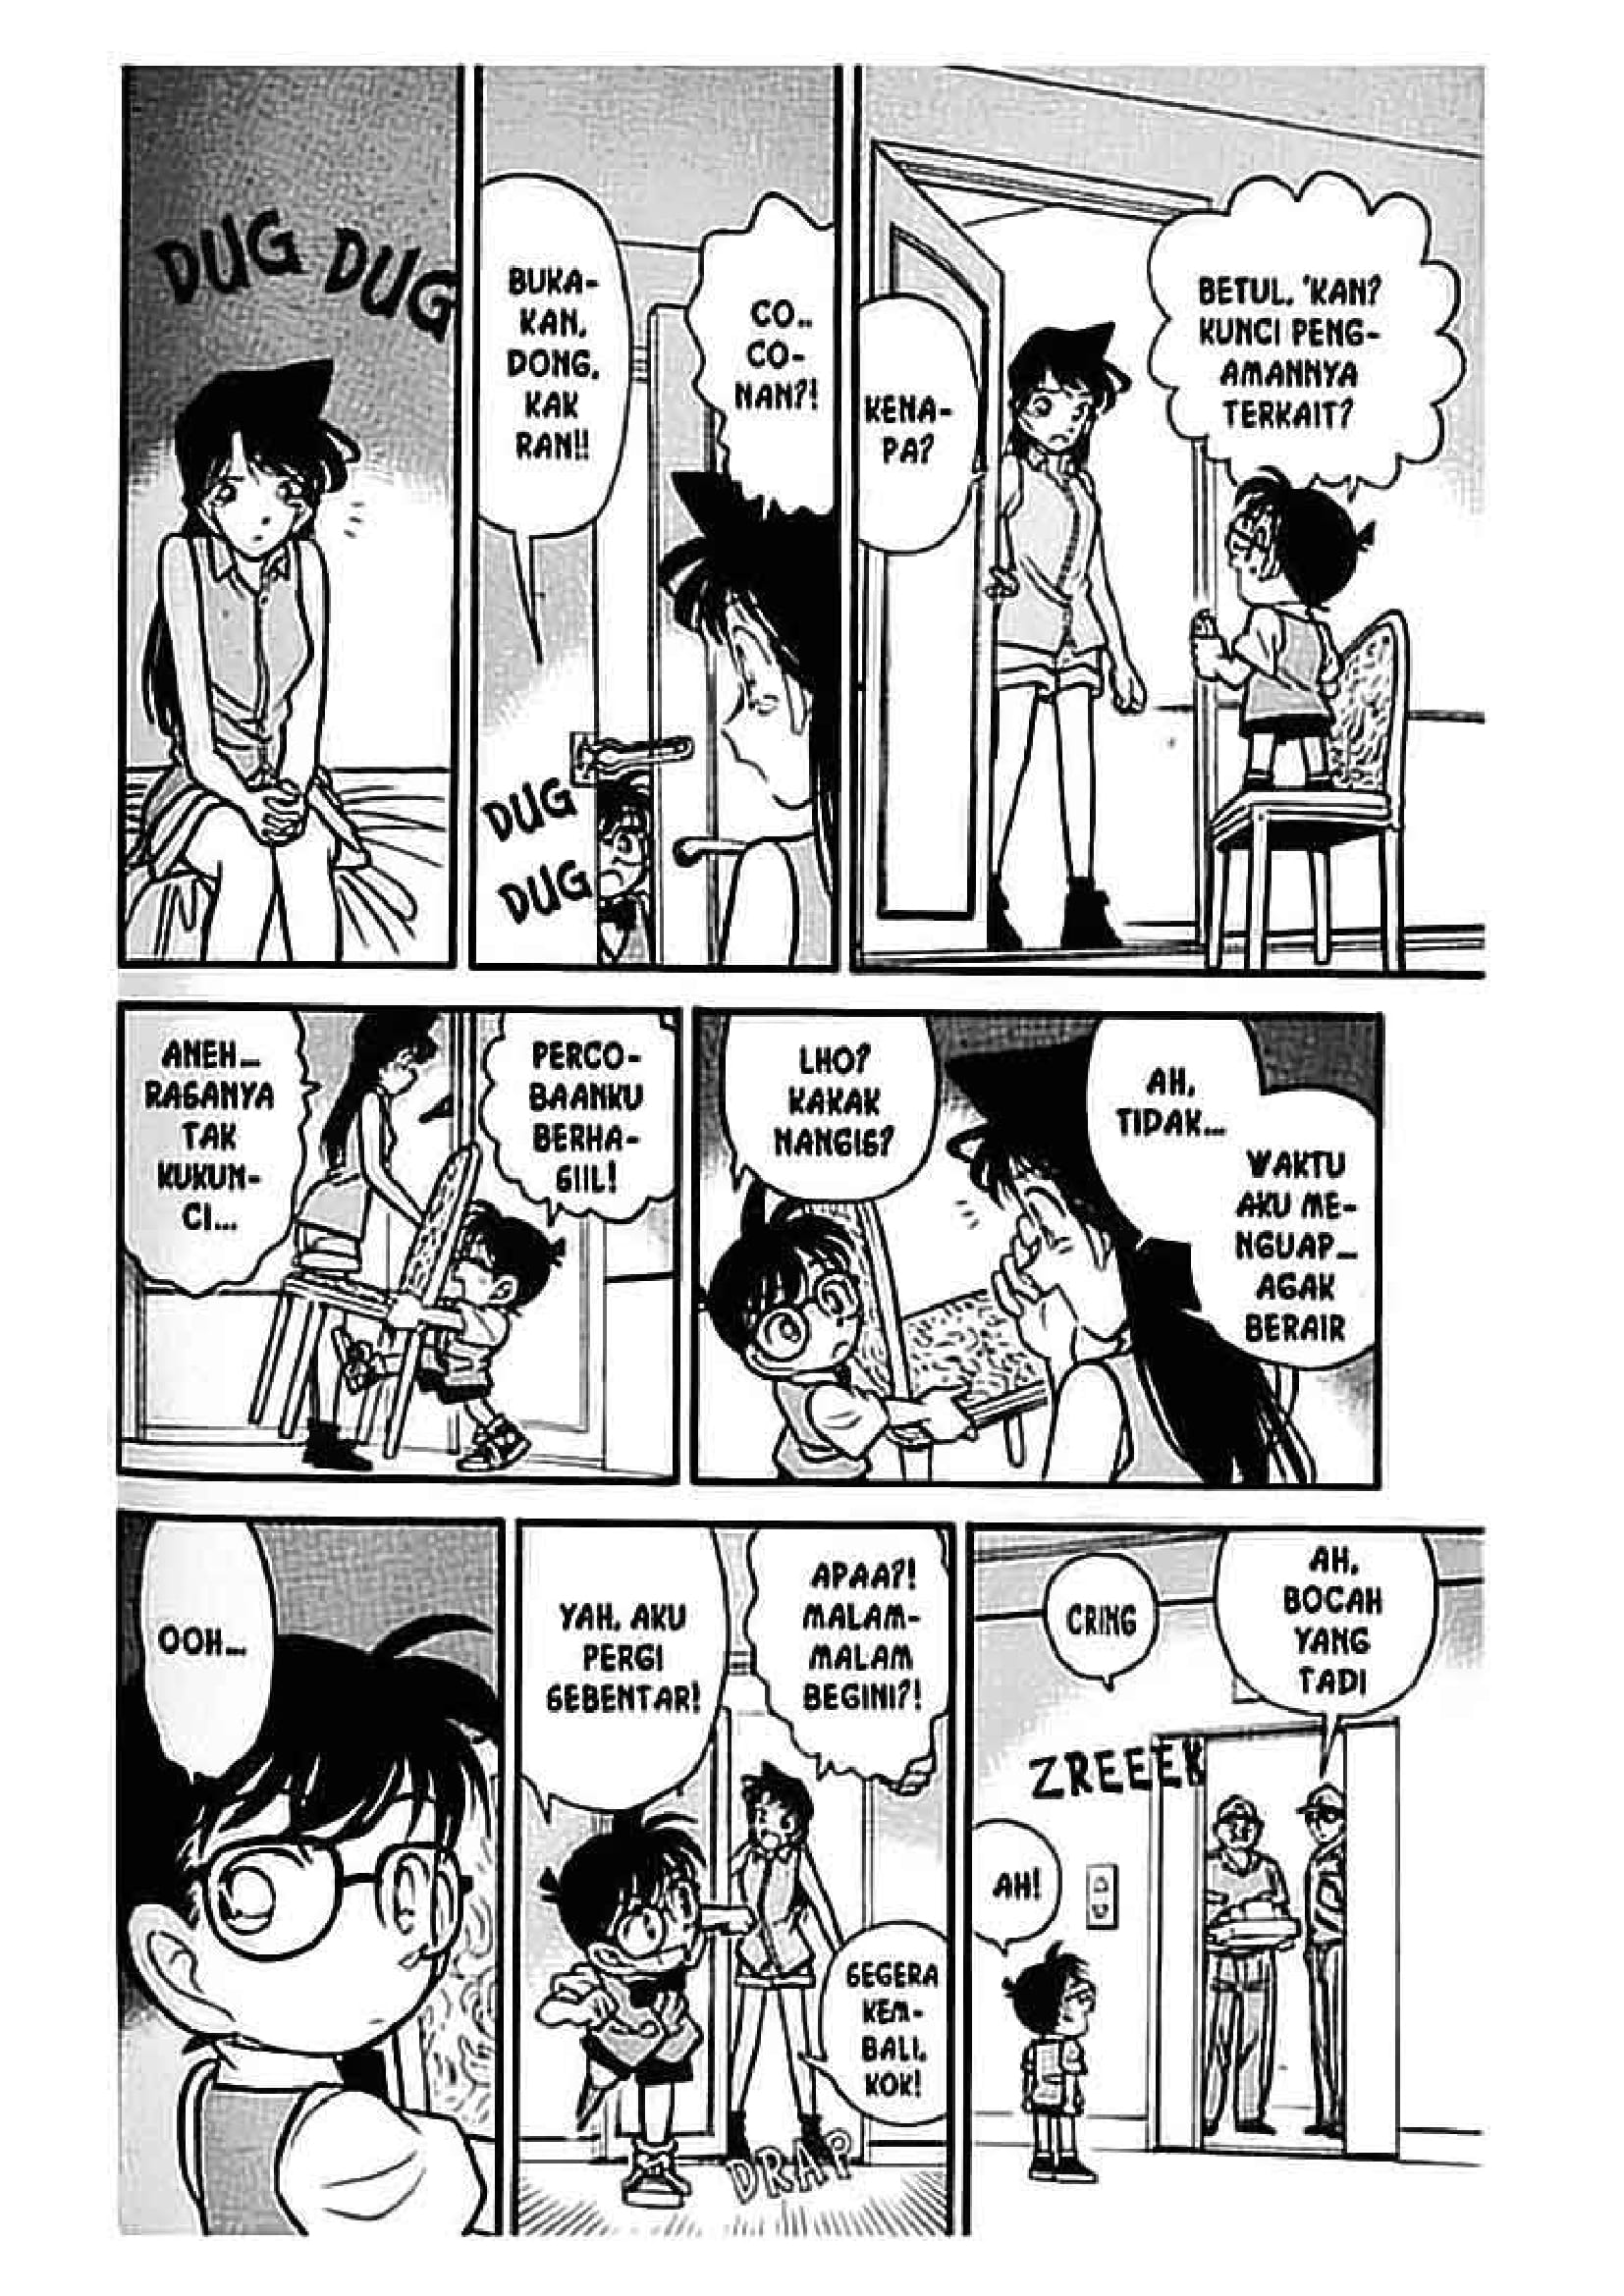 DUG DUG
BUKA-
KAN,
DONG,
KAK
RAN!!
CO..
CO-
NAN?!
DUG
DUG
KENA-
PA?
BETUL, 'KAN?
KUNCI PENG-
AMANNYA
TERKAIT?
ANEH...
RASANYA
TAK
KUKUN-
CI...
PERCO-
BAANKU
BERHA-
SIIL!
LHO?
KAKAK
NANGIS?
AH,
TIDAK...
WAKTU
AKU ME-
NGUAP...
AGAK
BERAIR
OOH...
YAH, AKU
PERGI
SEBENTAR!
APAA?!
MALAM-
MALAM
BEGINI?!
SEGERA
KEM-
BALI,
KOK!
DRAP
CRING
AH,
BOCAH
YANG
TADI
ZREEEK
AH!